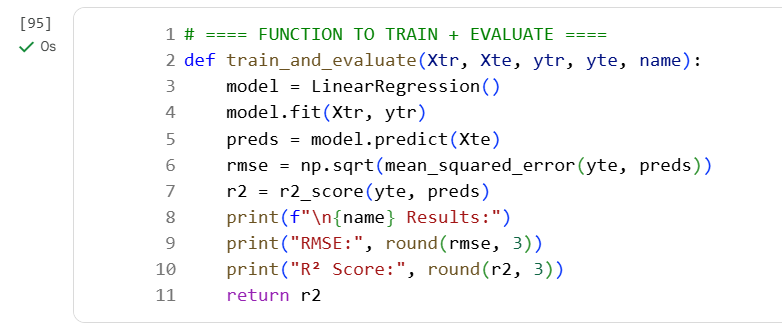 [95]
✓ 0s
1 # ==== FUNCTION TO TRAIN + EVALUATE ====
2 def train_and_evaluate(Xtr, Xte, ytr, yte, name):
3     model = LinearRegression()
4     model.fit(Xtr, ytr)
5     preds = model.predict(Xte)
6     rmse = np.sqrt(mean_squared_error(yte, preds))
7     r2 = r2_score(yte, preds)
8     print(f"\n{name} Results:")
9     print("RMSE:", round(rmse, 3))
10     print("R² Score:", round(r2, 3))
11     return r2